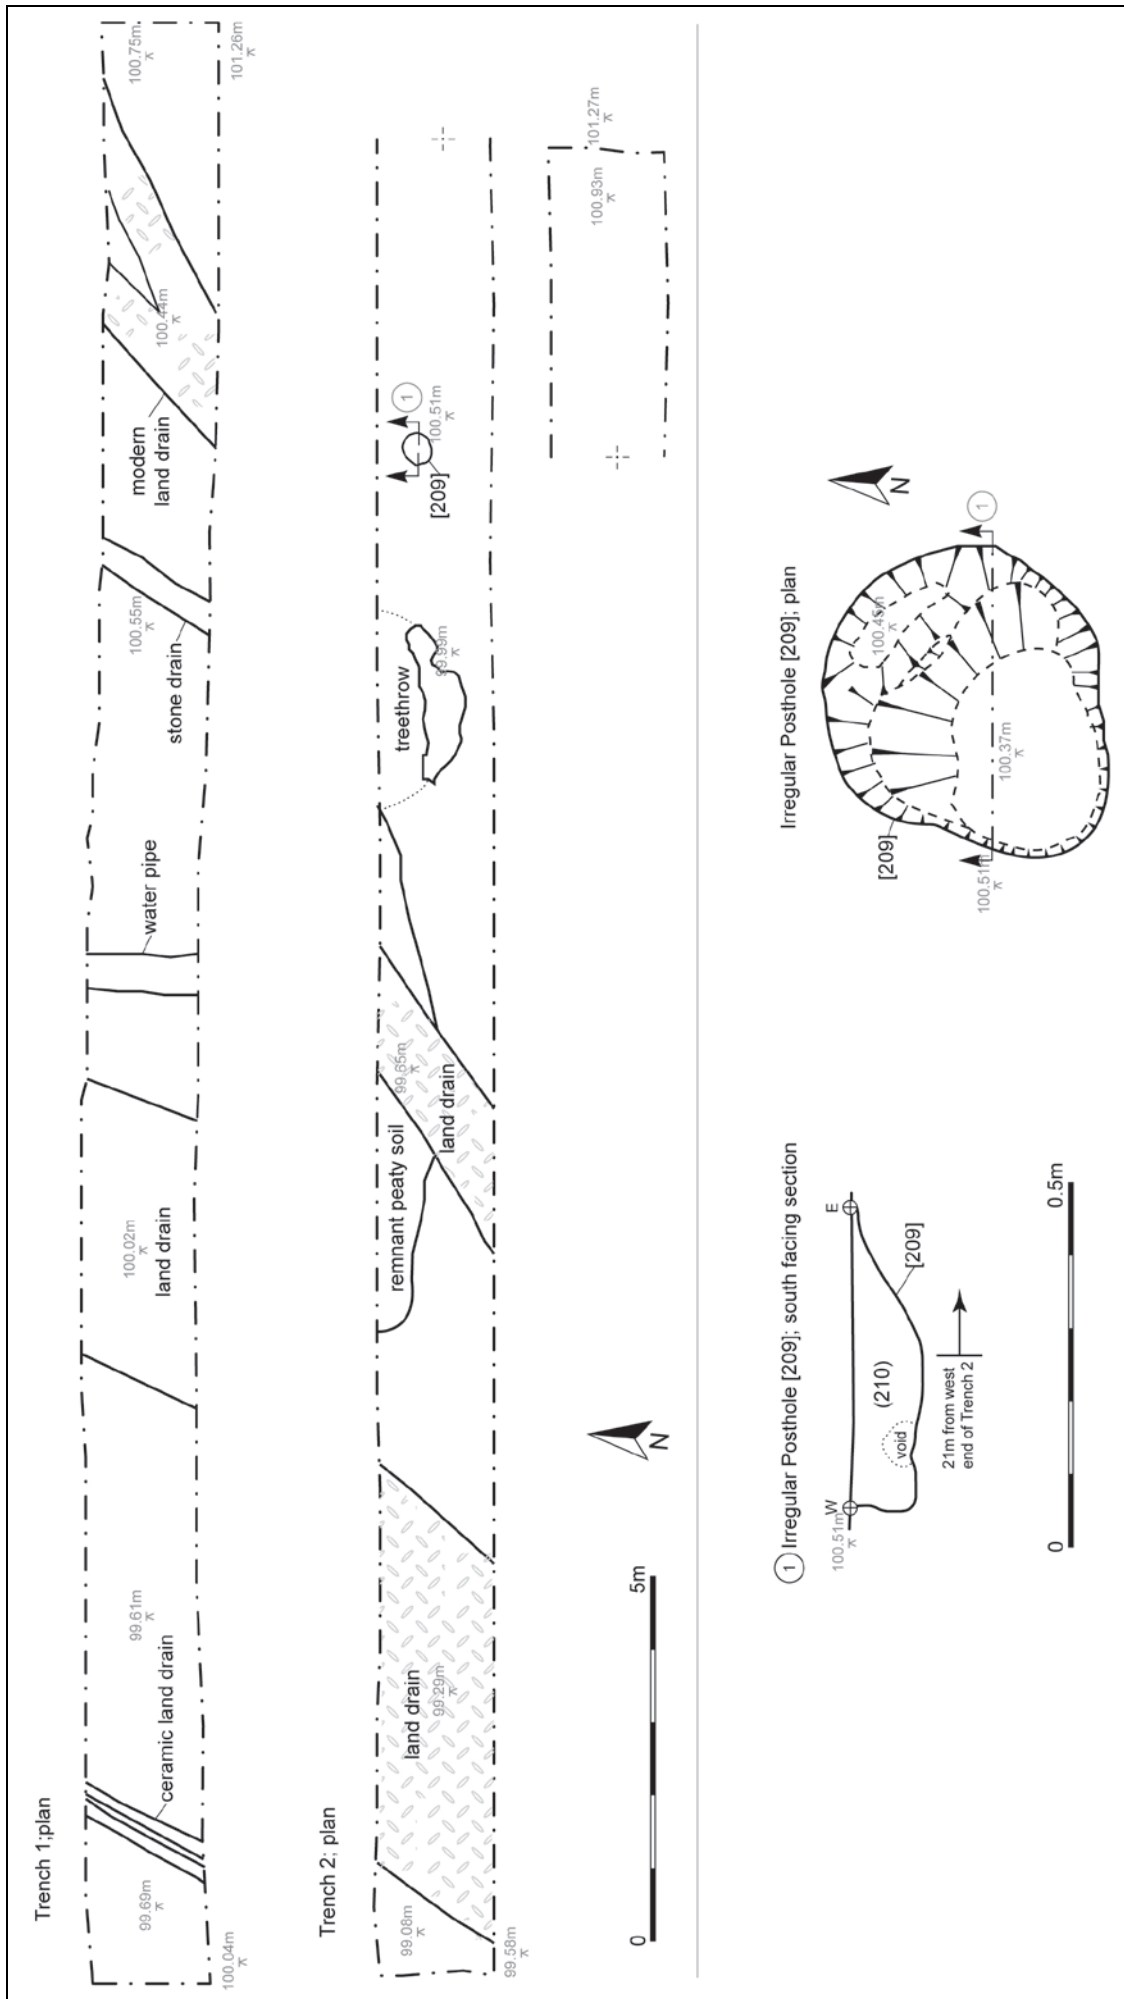 Trench 1;plan
100.04m
99.69m
ceramic land drain
99.61m
100.02m
land drain
water pipe
stone drain
100.55m
modern
land drain
100.44m
100.75m
101.26m
Trench 2; plan
99.58m
99.08m
land drain
99.29m
remnant peaty soil
99.65m
land drain
treethrow
99.99m
[209]
1
100.51m
100.93m
101.27m
0
5m
N
1 Irregular Posthole [209]; south facing section
100.51m
W
E
void
(210)
[209]
21m from west
end of Trench 2
0
0.5m
Irregular Posthole [209]; plan
[209]
100.51m
100.37m
100.45m
1
N